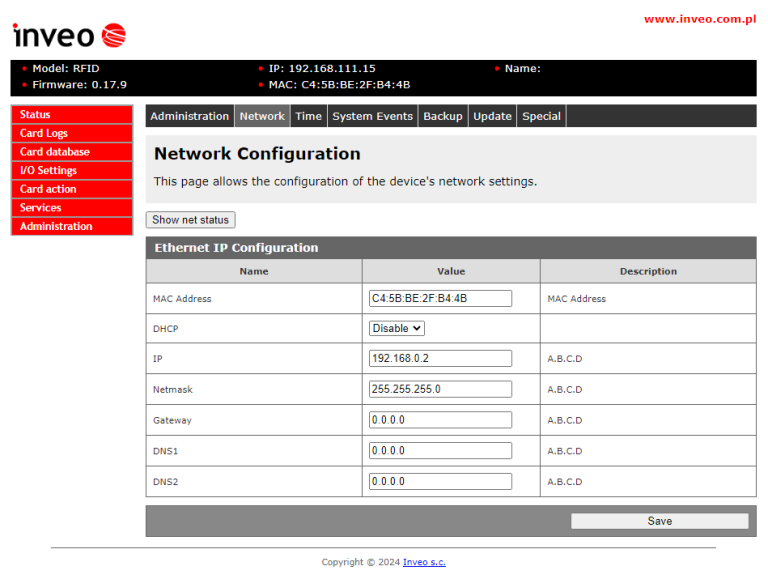 www.inveo.com.pl
inveo
Model: RFID IP: 192.168.111.15 Name:
Firmware: 0.17.9 MAC: C4:5B:BE:2F:B4:4B
Status
Card Logs
Card database
I/O Settings
Card action
Services
Administration
Administration Network Time System Events Backup Update Special
Network Configuration
This page allows the configuration of the device's network settings.
Show net status
Ethernet IP Configuration
Name Value Description
MAC Address C4:5B:BE:2F:B4:4B MAC Address
DHCP Disable
IP 192.168.0.2 A.B.C.D
Netmask 255.255.255.0 A.B.C.D
Gateway 0.0.0.0 A.B.C.D
DNS1 0.0.0.0 A.B.C.D
DNS2 0.0.0.0 A.B.C.D
Save
Copyright © 2024 Inveo s.c.